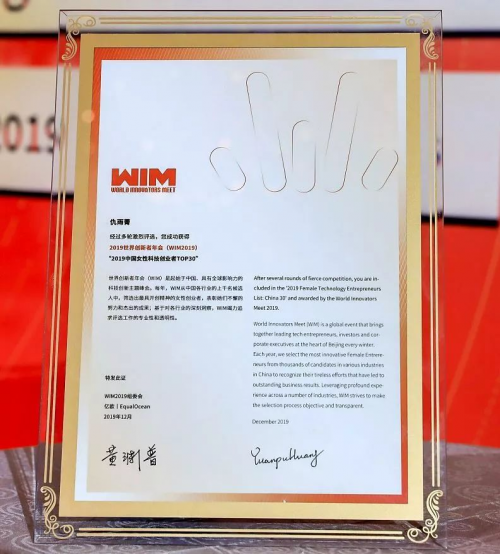 2019
WIM
WORLD INNOVATORS MEET
仇雨菁
经过多轮激烈评选，您成功获得
2019世界创新者年会（WIM2019）
“2019中国女性科技创业者TOP30”
世界创新者年会（WIM）是起始于中国、具有全球影响力的
科技创新主题峰会。每年，WIM从中国各行业的上千名候选
人中，筛选出最具开创精神的女性创业者，表彰她们不懈的
努力和杰出的成果；基于对各行业的深刻洞察，WIM竭力追
求评选工作的专业性和透明性。
特发此证
WIM2019组委会
亿欧 | EqualOcean
2019年12月
After several rounds of fierce competition, you are in-
cluded in the '2019 Female Technology Entrepreneurs
List: China 30' and awarded by the World Innovators
Meet 2019.
World Innovators Meet (WIM) is a global event that brings
together leading tech entrepreneurs, investors and cor-
porate executives at the heart of Beijing every winter.
Each year, we select the most innovative Female Entrepre-
neurs from thousands of candidates in various industries
in China to recognize their tireless efforts that have led to
outstanding business results. Leveraging profound expe-
rience across a number of industries, WIM strives to make
the selection process objective and transparent.
Desember 2019
黄渊普
Yuanpu Huang